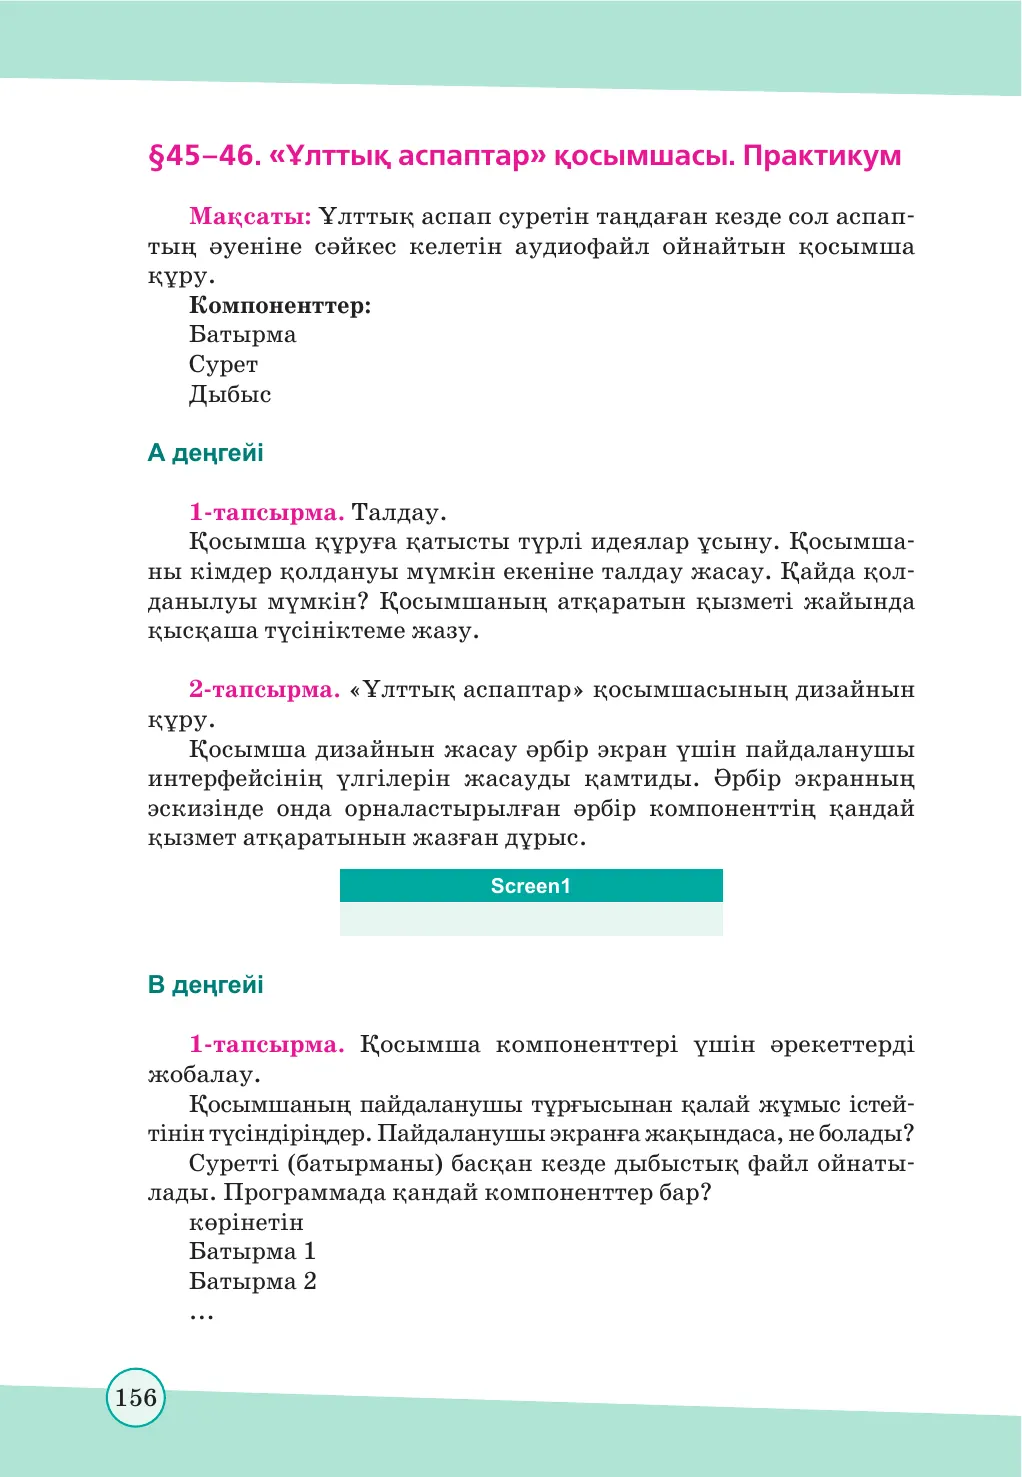 §45–46. «Ұлттық аспаптар» қосымшасы. Практикум
Мақсаты: Ұлттық аспап суретін таңдаған кезде сол аспап-
тың әуеніне сәйкес келетін аудиофайл ойнайтын қосымша
құру.
Компоненттер:
Батырма
Сурет
Дыбыс
А деңгейі
1-тапсырма. Талдау.
Қосымша құруға қатысты түрлі идеялар ұсыну. Қосымша-
ны кімдер қолдануы мүмкін екеніне талдау жасау. Қайда қол-
данылуы мүмкін? Қосымшаның атқаратын қызметі жайында
қысқаша түсініктеме жазу.
2-тапсырма. «Ұлттық аспаптар» қосымшасының дизайнын
құру.
Қосымша дизайнын жасау әрбір экран үшін пайдаланушы
интерфейсінің үлгілерін жасауды қамтиды. Әрбір экранның
эскизінде онда орналастырылған әрбір компоненттің қандай
қызмет атқаратынын жазған дұрыс.
Screen1
В деңгейі
1-тапсырма. Қосымша компоненттері үшін әрекеттерді
жобалау.
Қосымшаның пайдаланушы тұрғысынан қалай жұмыс істей-
тінін түсіндіріңдер. Пайдаланушы экранға жақындаса, не болады?
Суретті (батырманы) басқан кезде дыбыстық файл ойнаты-
лады. Программада қандай компоненттер бар?
көрінетін
Батырма 1
Батырма 2
...
156